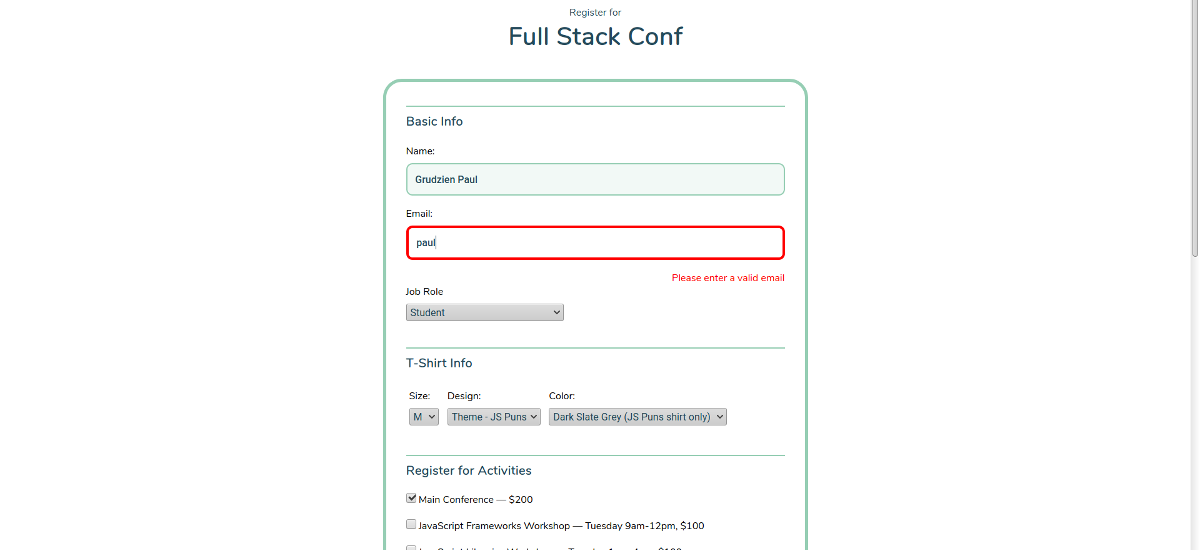 Register for
Full Stack Conf
Basic Info
Name:
Grudzien Paul
Email:
paul
Please enter a valid email
Job Role
Student
T-Shirt Info
Size: Design: Color:
M Theme - JS Puns Dark Slate Grey (JS Puns shirt only)
Register for Activities
Main Conference — $200
JavaScript Frameworks Workshop — Tuesday 9am-12pm, $100